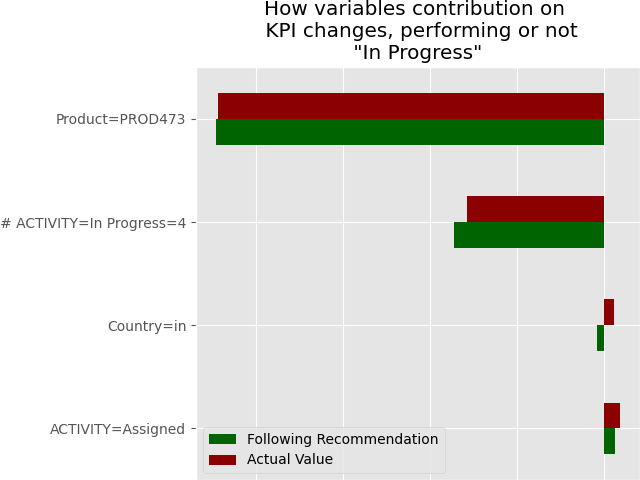 How variables contribution on
KPI changes, performing or not
"In Progress"
Product=PROD473
# ACTIVITY=In Progress=4
Country=in
ACTIVITY=Assigned
Following Recommendation
Actual Value